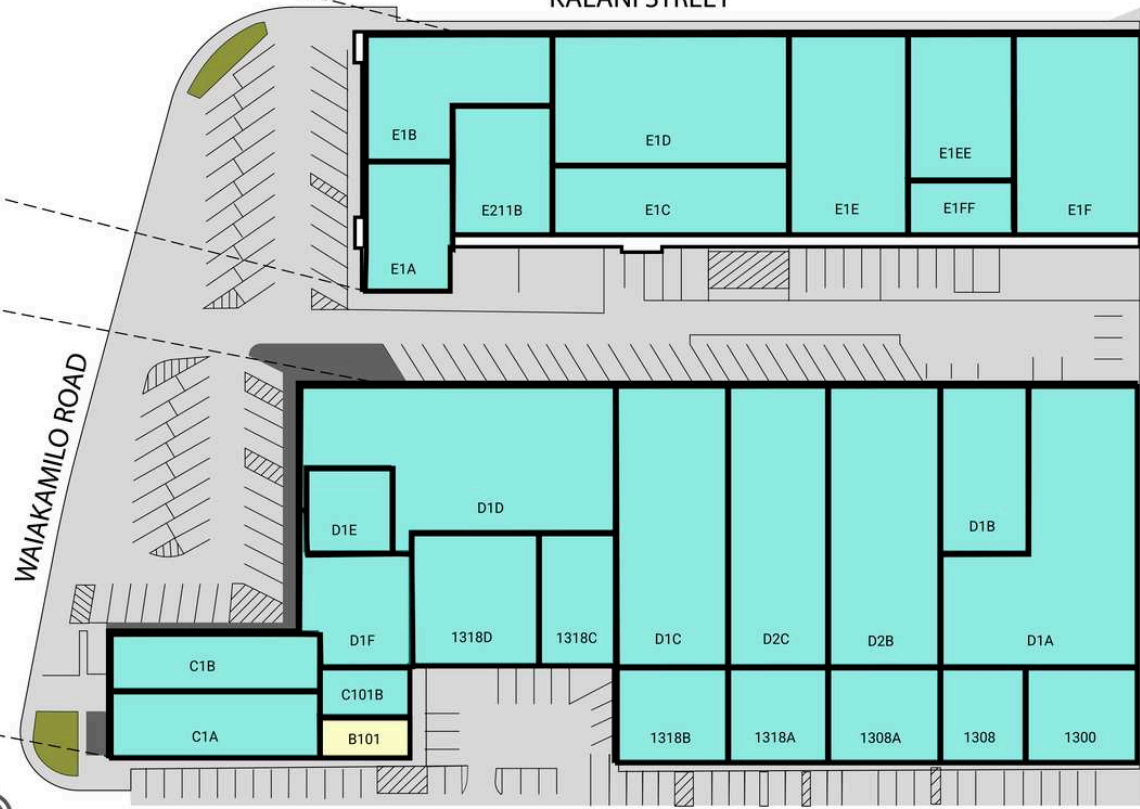 KALANI STREET
E1B
E1D
E1EE
E211B
E1C
E1E
E1FF
E1F
E1A
WAIAKAMILO ROAD
D1E
D1D
D1B
D1F
1318D
1318C
D1C
D2C
D2B
D1A
C1B
C101B
C1A
B101
1318B
1318A
1308A
1308
1300